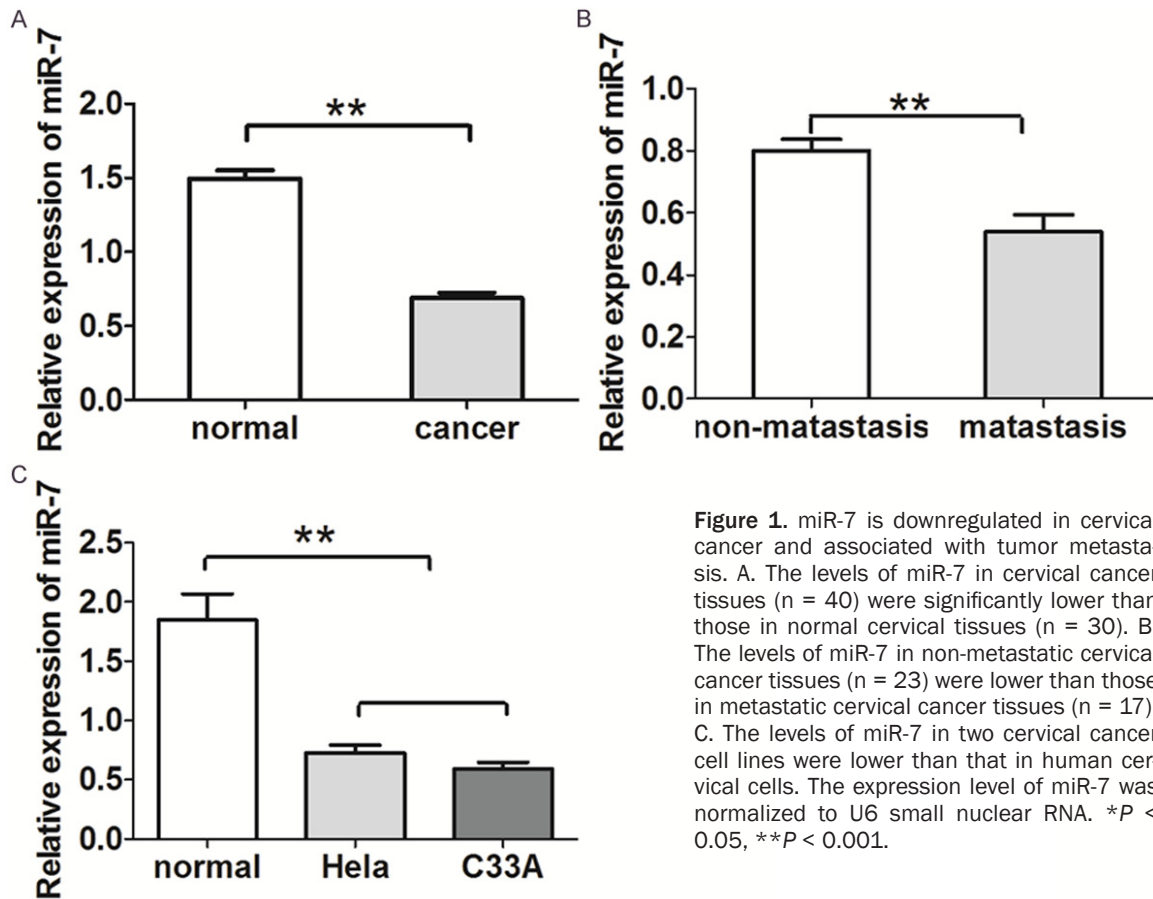 A
Relative expression of miR-7
2.0
1.5
1.0
0.5
0.0
**
normal cancer
B
Relative expression of miR-7
1.0
0.8
0.6
0.4
0.2
0.0
**
non-matastasis matastasis
C
Relative expression of miR-7
2.5
2.0
1.5
1.0
0.5
0.0
**
normal Hela C33A
Figure 1. miR-7 is downregulated in cervica
cancer and associated with tumor metasta-
sis. A. The levels of miR-7 in cervical cancer
tissues (n = 40) were significantly lower than
those in normal cervical tissues (n = 30). B
The levels of miR-7 in non-metastatic cervica
cancer tissues (n = 23) were lower than those
in metastatic cervical cancer tissues (n = 17)
C. The levels of miR-7 in two cervical cancer
cell lines were lower than that in human cer-
vical cells. The expression level of miR-7 was
normalized to U6 small nuclear RNA. *P <
0.05, **P < 0.001.